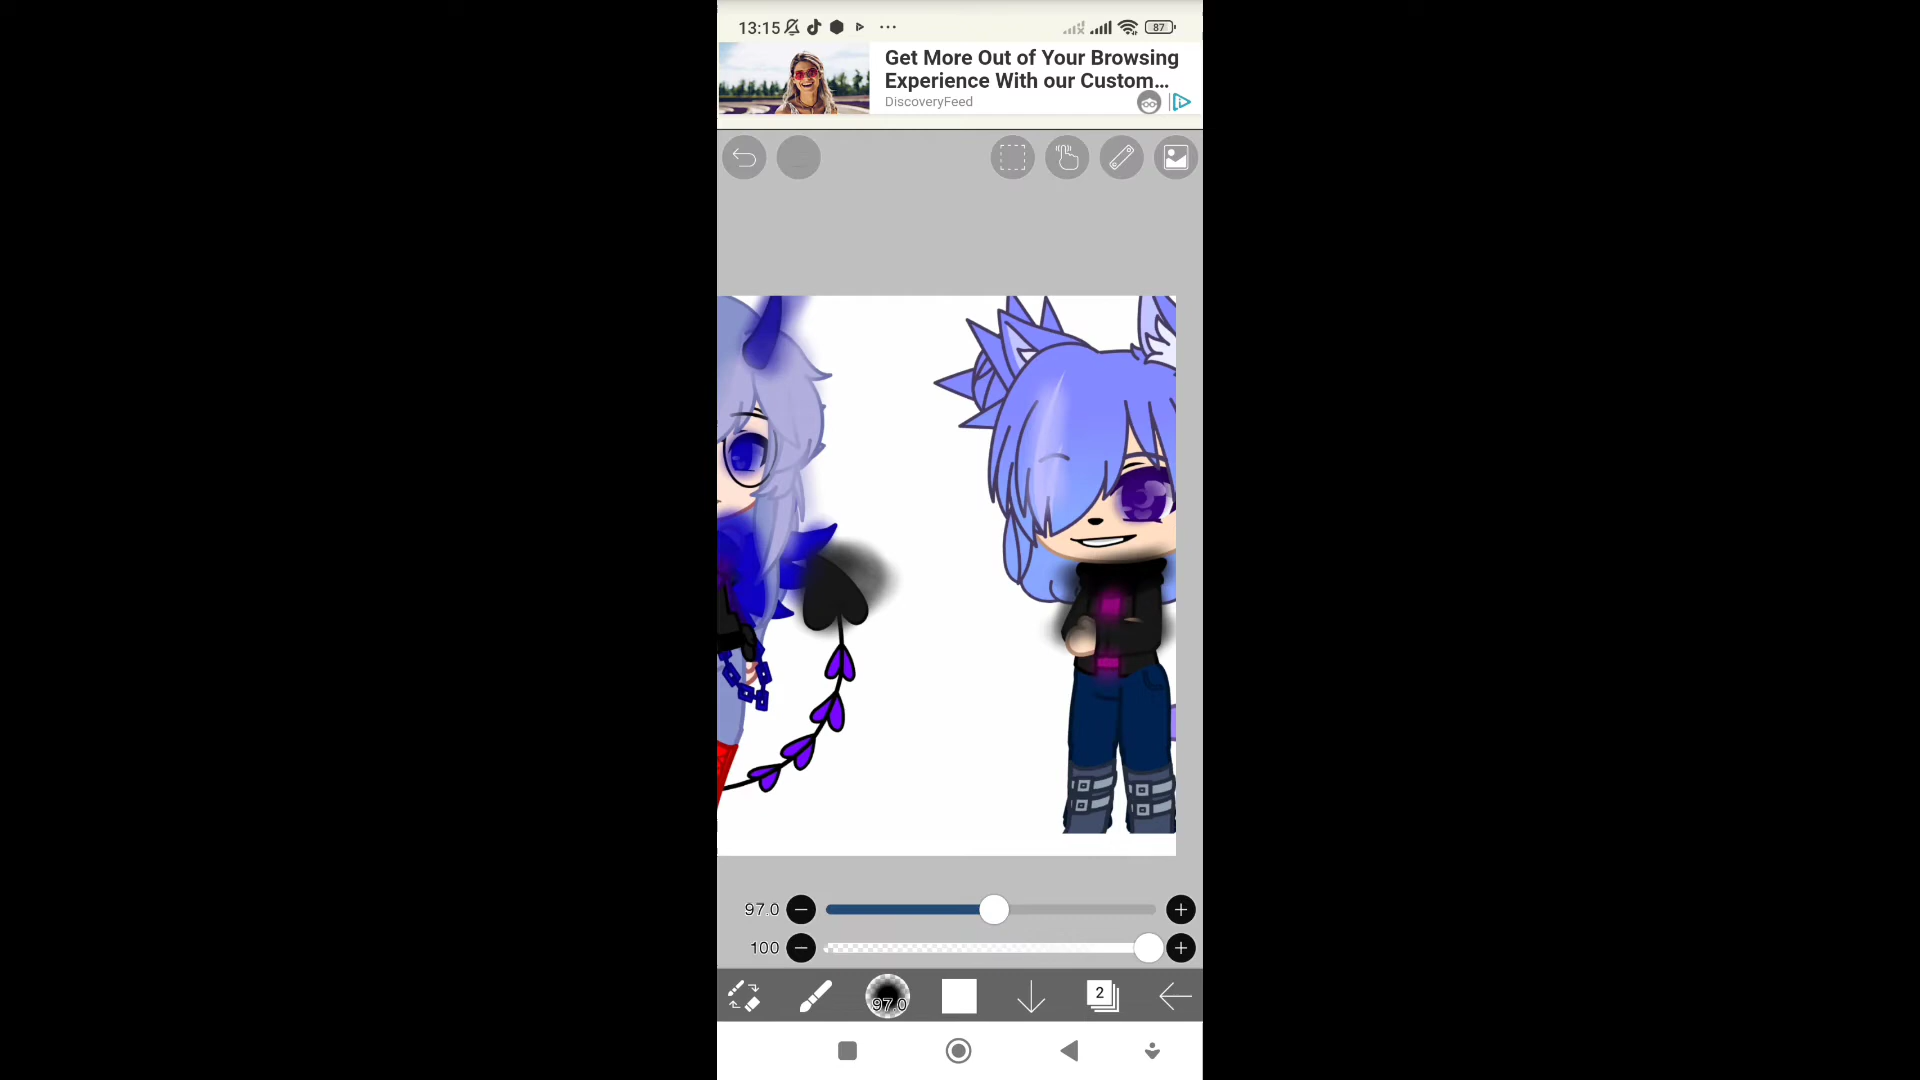 13:15
87
Get More Out of Your Browsing
Experience With our Custom...
DiscoveryFeed
97.0
100
97.0
2